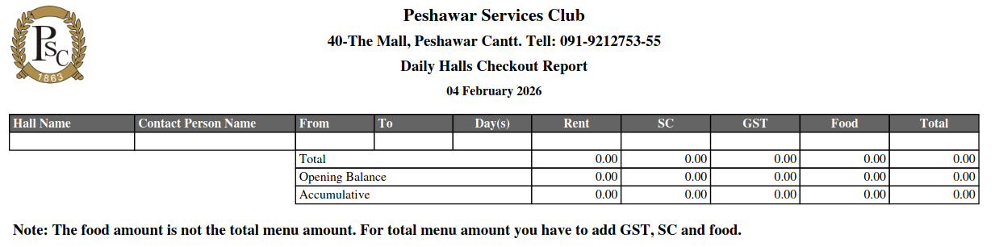 PSC
1863
Peshawar Services Club
40-The Mall, Peshawar Cantt. Tell: 091-9212753-55
Daily Halls Checkout Report
04 February 2026
Hall Name Contact Person Name From To Day(s) Rent SC GST Food Total
Total 0.00 0.00 0.00 0.00 0.00
Opening Balance 0.00 0.00 0.00 0.00 0.00
Accumulative 0.00 0.00 0.00 0.00 0.00
Note: The food amount is not the total menu amount. For total menu amount you have to add GST, SC and food.